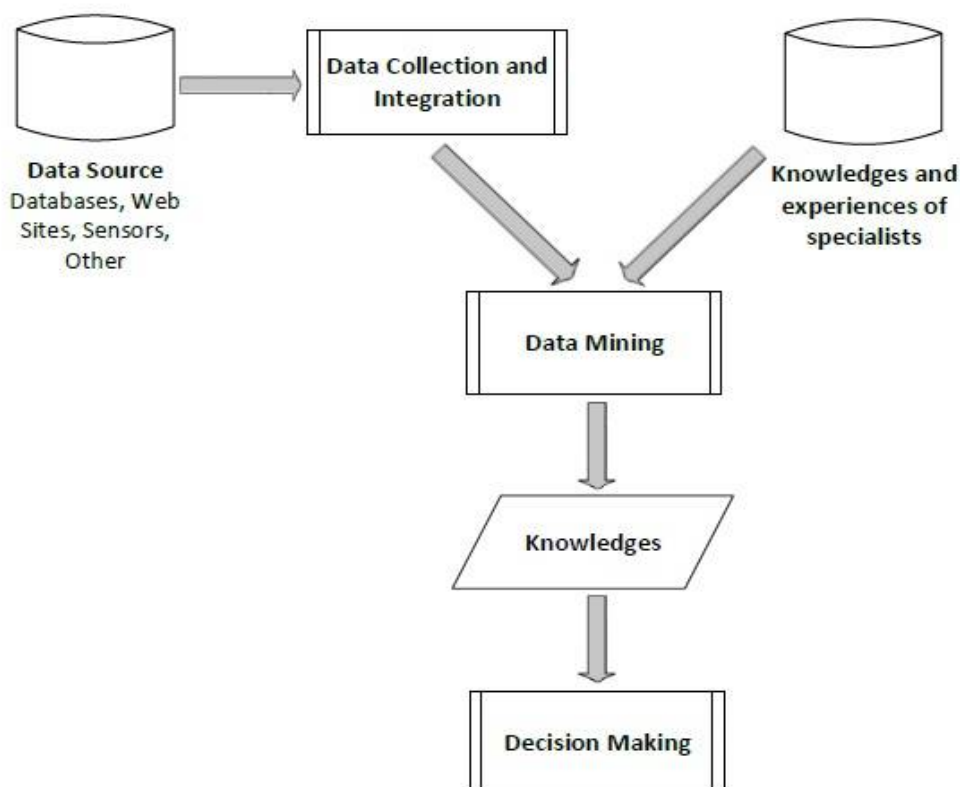 Data Collection and
Integration
Data Source
Databases, Web
Sites, Sensors,
Other
Knowledges and
experiences of
specialists
Data Mining
Knowledges
Decision Making